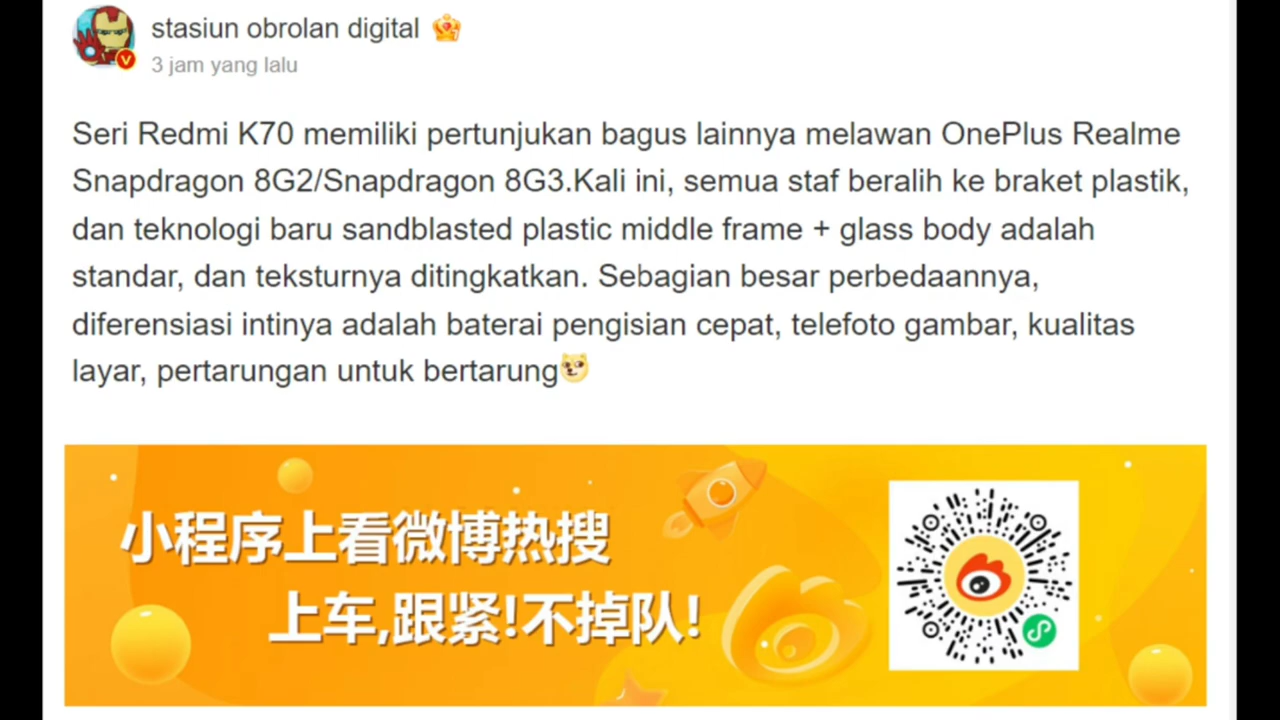 stasiun obrolan digital
3 jam yang lalu
Seri Redmi K70 memiliki pertunjukan bagus lainnya melawan OnePlus Realme
Snapdragon 8G2/Snapdragon 8G3.Kali ini, semua staf beralih ke braket plastik,
dan teknologi baru sandblasted plastic middle frame + glass body adalah
standar, dan teksturnya ditingkatkan. Sebagian besar perbedaannya,
diferensiasi intinya adalah baterai pengisian cepat, telefoto gambar, kualitas
layar, pertarungan untuk bertarung
小程序上看微博热搜
上车,跟紧!不掉队!